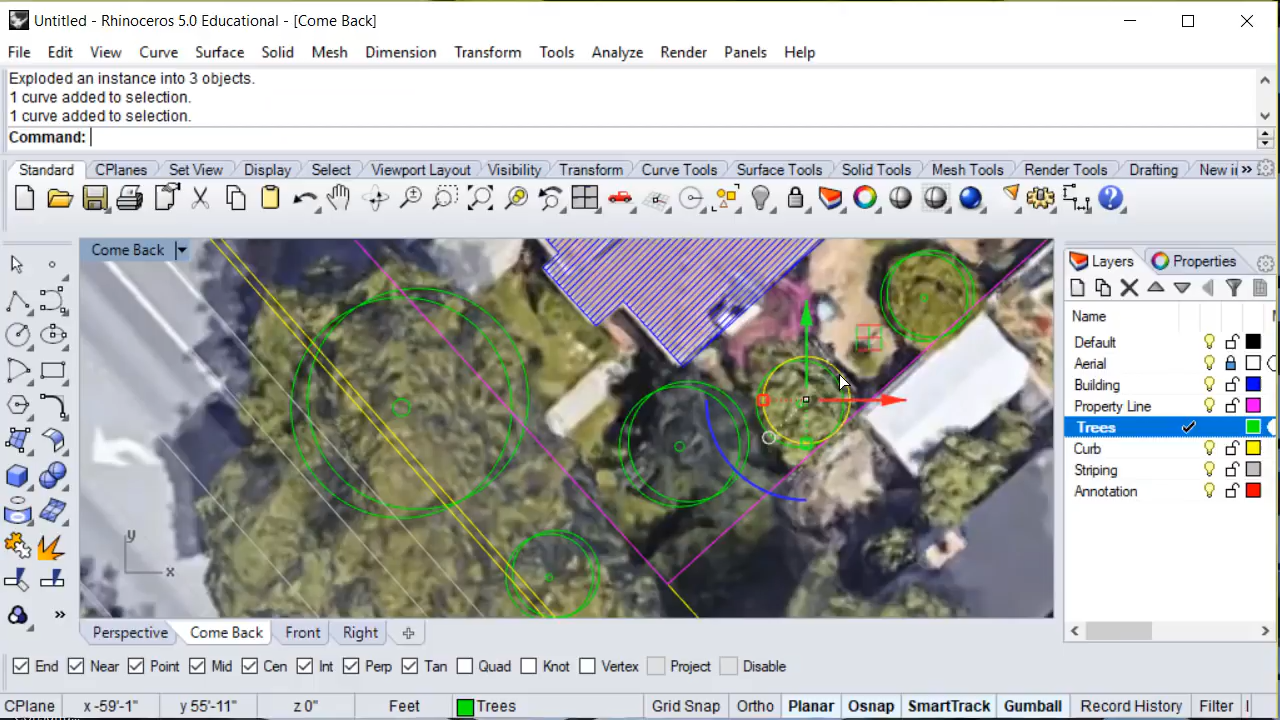 Untitled - Rhinoceros 5.0 Educational - [Come Back]
File Edit View Curve Surface Solid Mesh Dimension Transform Tools Analyze Render Panels Help
Exploded an instance into 3 objects.
1 curve added to selection.
1 curve added to selection.
Command:
Standard CPlanes Set View Display Select Viewport Layout Visibility Transform Curve Tools Surface Tools Solid Tools Mesh Tools Render Tools Drafting New i »
Come Back
Layers Properties
Name
Default
Aerial
Building
Property Line
Trees
Curb
Striping
Annotation
y
x
Perspective Come Back Front Right
End Near Point Mid Cen Int Perp Tan Quad Knot Vertex Project Disable
CPlane x -59'-1" y 55'-11" z 0" Feet Trees Grid Snap Ortho Planar Osnap SmartTrack Gumball Record History Filter